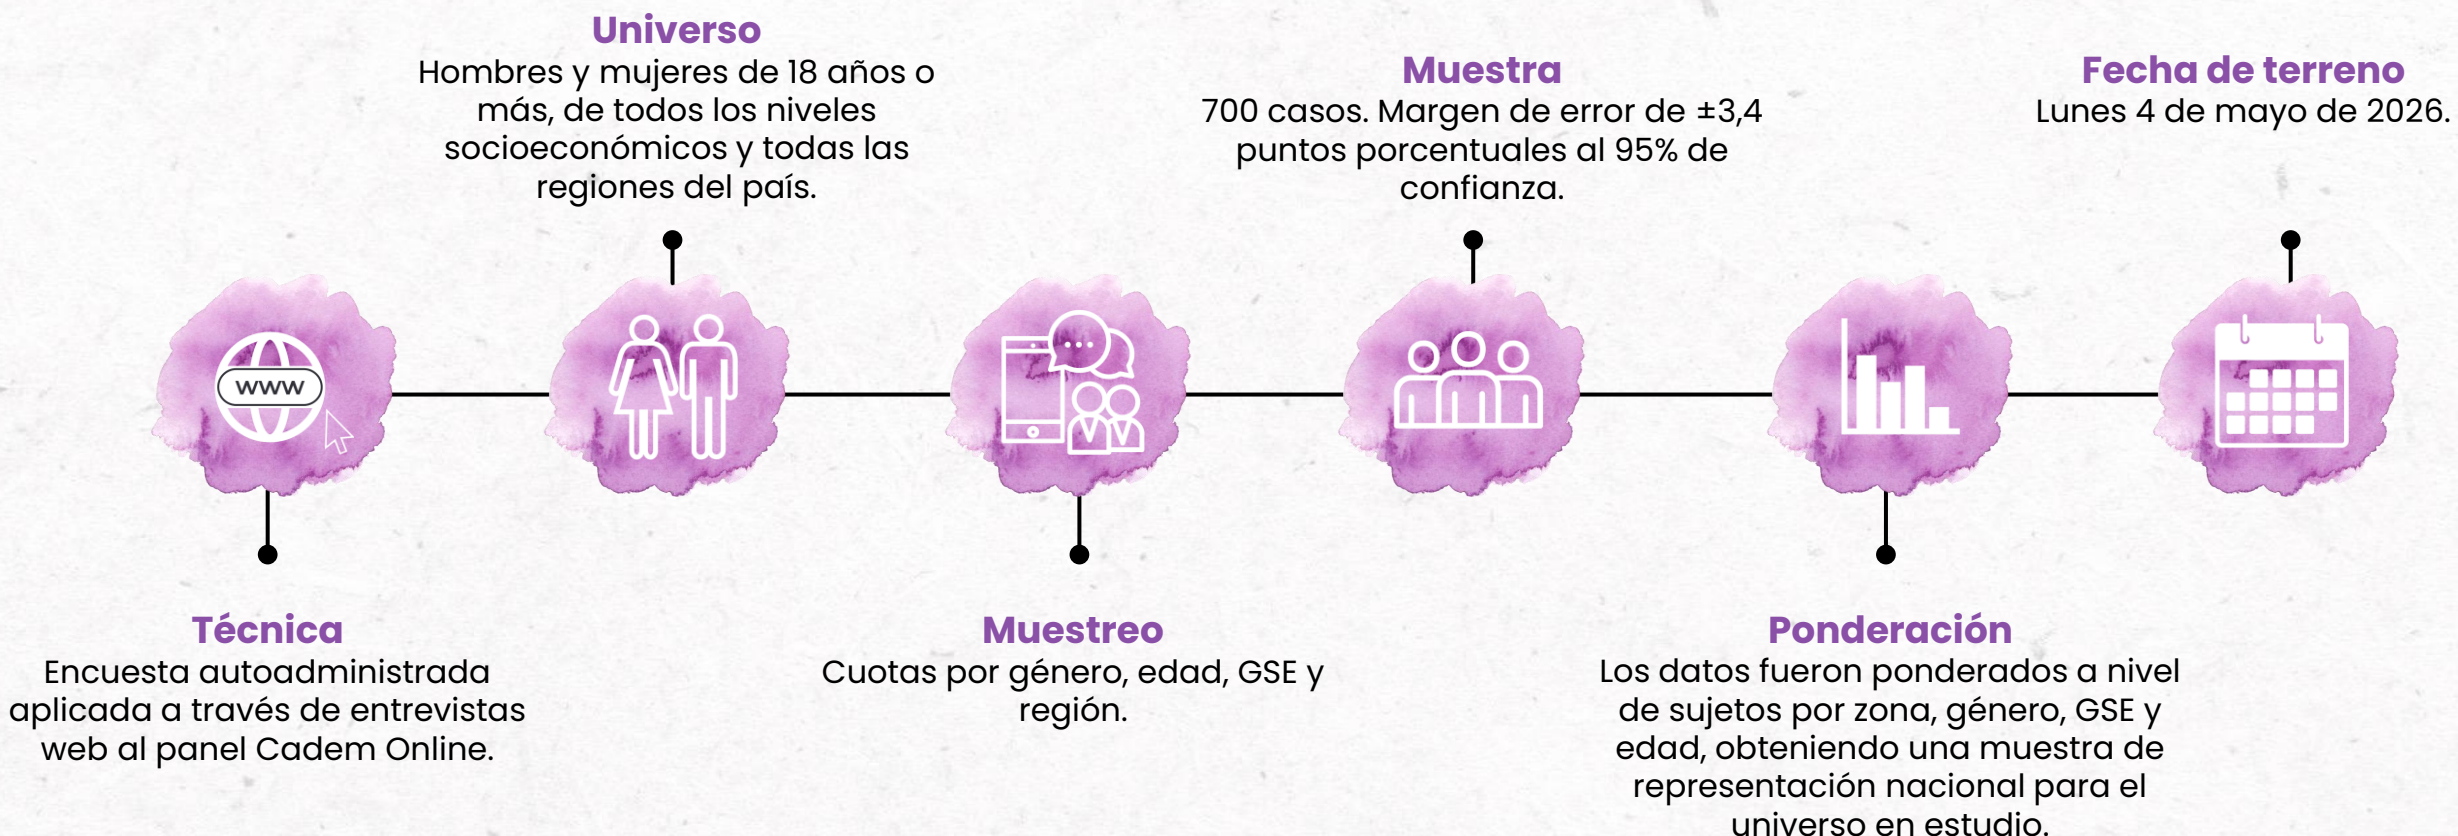 Universo
Hombres y mujeres de 18 años o
más, de todos los niveles
socioeconómicos y todas las
regiones del país.
Muestra
700 casos. Margen de error de ±3,4
puntos porcentuales al 95% de
confianza.
Fecha de terreno
Lunes 4 de mayo de 2026.
www
Técnica
Encuesta autoadministrada
aplicada a través de entrevistas
web al panel Cadem Online.
Muestreo
Cuotas por género, edad, GSE y
región.
Ponderación
Los datos fueron ponderados a nivel
de sujetos por zona, género, GSE y
edad, obteniendo una muestra de
representación nacional para el
universo en estudio.